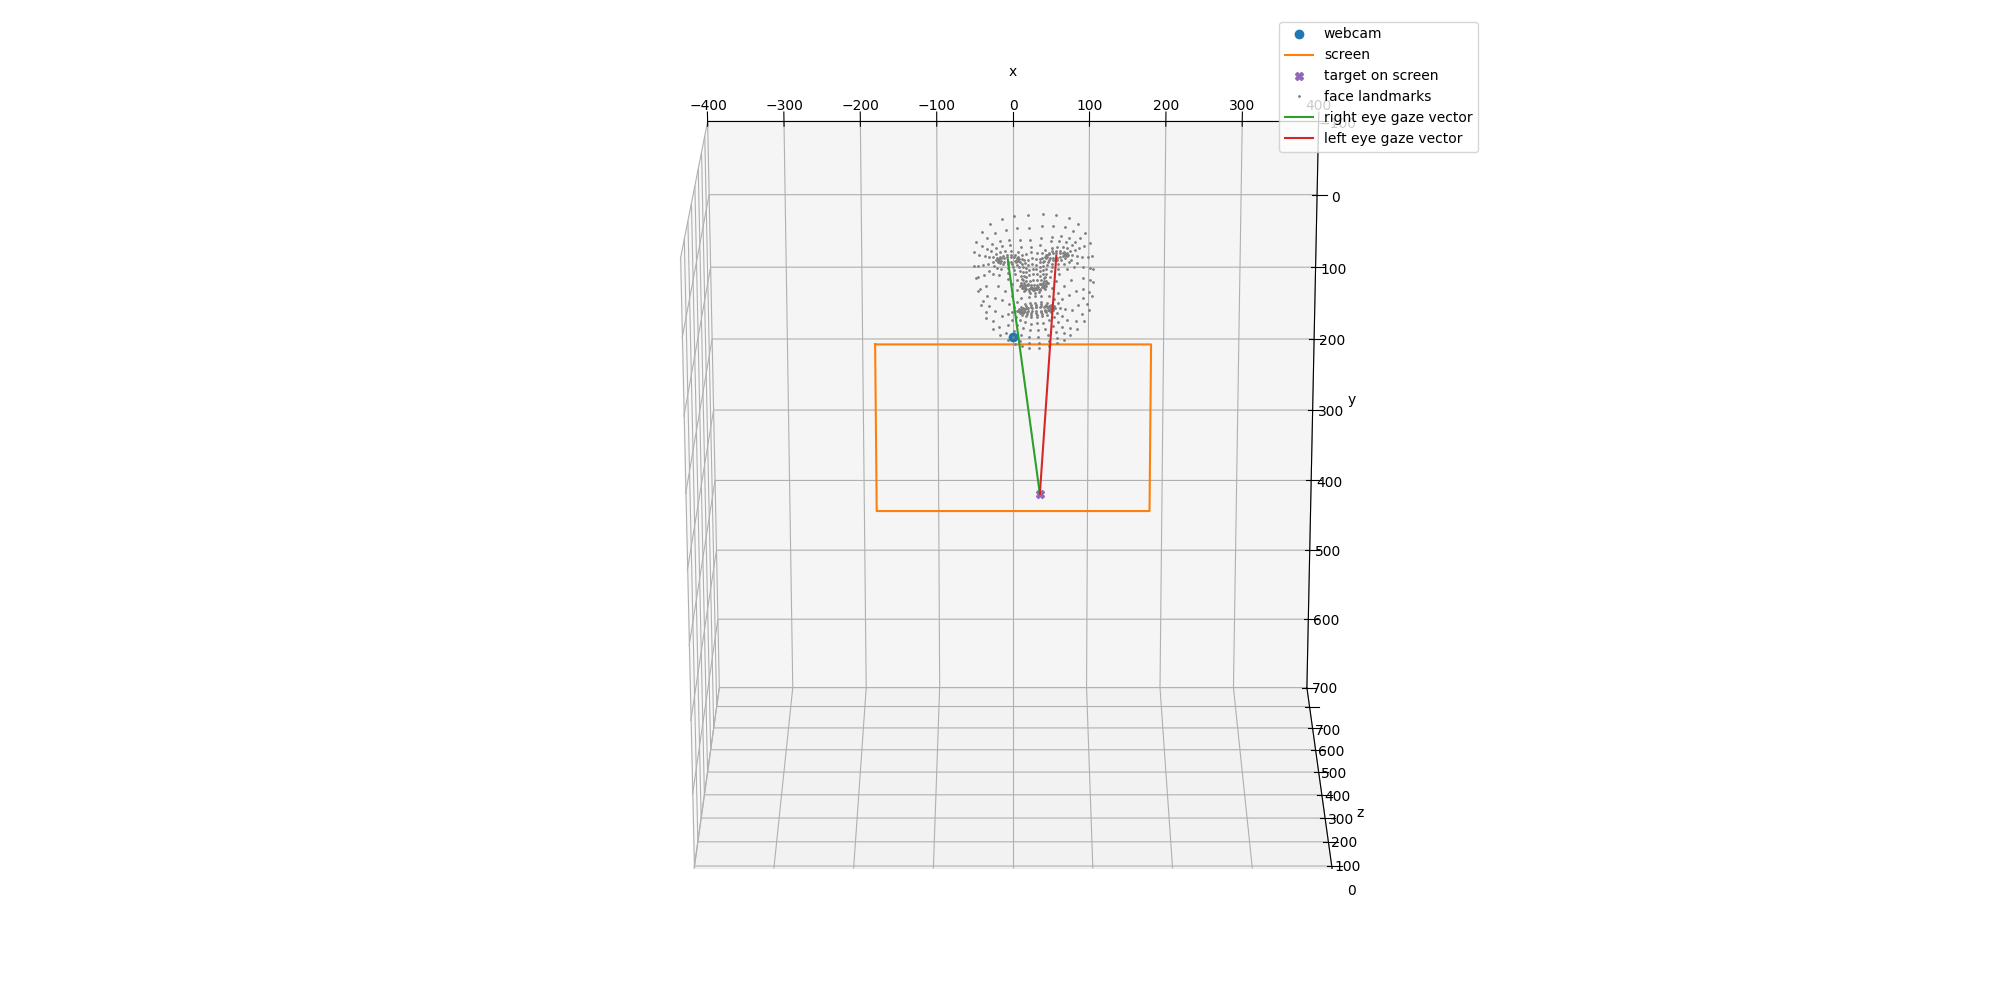 webcam
screen
target on screen
face landmarks
right eye gaze vector
left eye gaze vector
x
−400 −300 −200 −100 0 100 200 300 400
−100
0
100
200
300
y
400
500
600
700
700
600
500
400
300 z
200
100
0